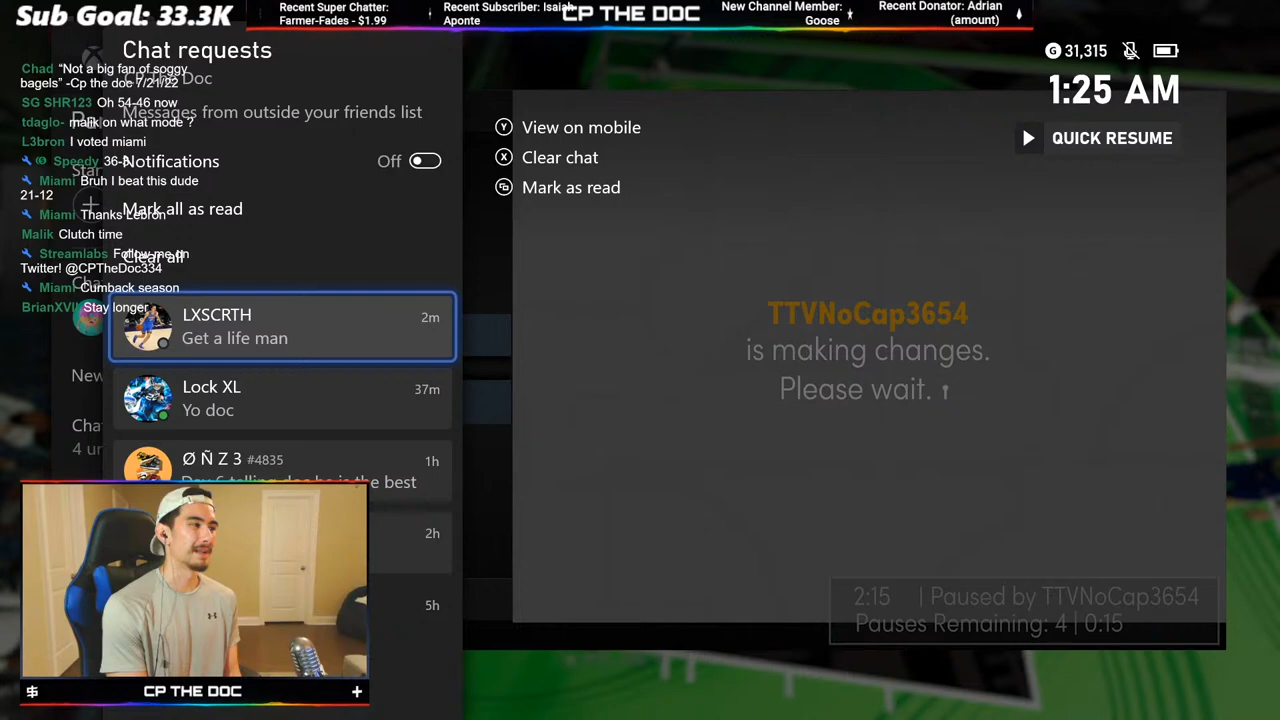 Sub Goal: 33.3K
Recent Super Chatter:
Farmer-Fades - $1.99
Recent Subscriber: Isaiah
Aponte
CP THE DOC
New Channel Member:
Goose
Recent Donator: Adrian
(amount)
Chat requests
Messages from outside your friends list
Notifications
Off
Mark all as read
Clear all
LXSCRTH
2m
Get a life man
Lock XL
37m
Yo doc
Ø Ñ Z 3 #4835
1h
2h
5h
Chad "Not a big fan of soggy
bagels" -Cp the doc 7/21/22
SG SHR123 Oh 54-46 now
tdaglo- malik on what mode ?
L3bron I voted miami
Speedy 36-3
Miami Bruh I beat this dude
21-12
Miami Thanks Lebron
Malik Clutch time
Streamlabs Follow me on
Twitter! @CPTheDoc334
Miami Cumback season
Stay longer
Y View on mobile
X Clear chat
Mark as read
G 31,315
1:25 AM
QUICK RESUME
TTVNoCap3654
is making changes.
Please wait.
2:15 | Paused by TTVNoCap3654
Pauses Remaining: 4 | 0:15
CP THE DOC